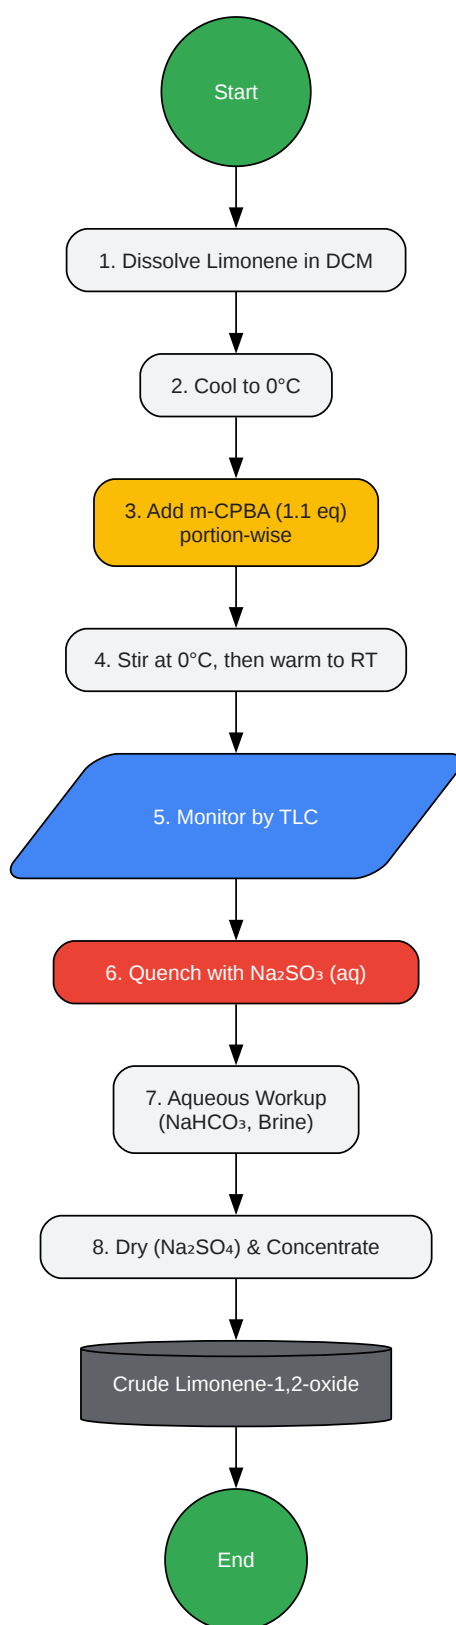 Start
1. Dissolve Limonene in DCM
2. Cool to 0°C
3. Add m-CPBA (1.1 eq)
portion-wise
4. Stir at 0°C, then warm to RT
5. Monitor by TLC
6. Quench with Na₂SO₃ (aq)
7. Aqueous Workup
(NaHCO₃, Brine)
8. Dry (Na₂SO₄) & Concentrate
Crude Limonene-1,2-oxide
End